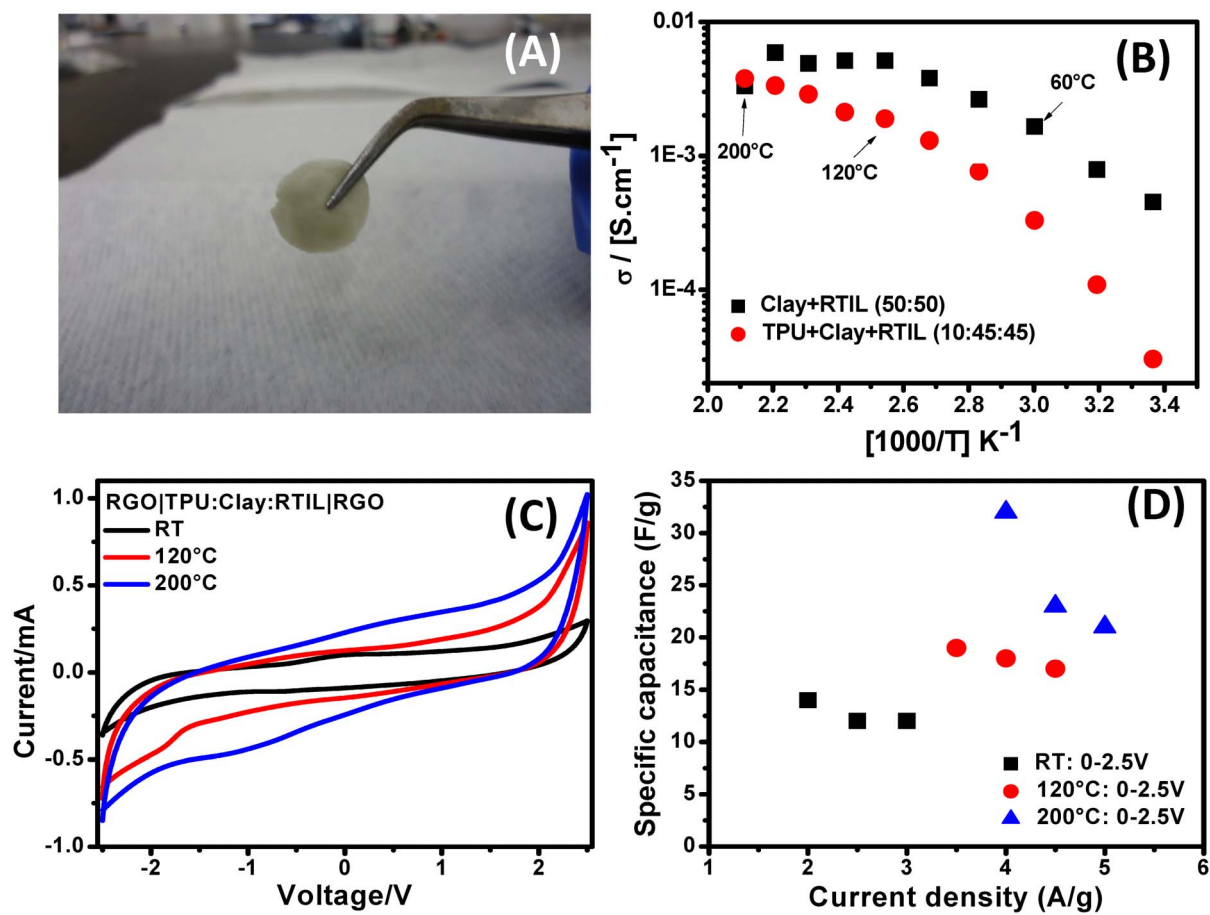 (A)
(B)
0.01
1E-3
1E-4
σ / [S.cm⁻¹]
60°C
200°C
120°C
Clay+RTIL (50:50)
TPU+Clay+RTIL (10:45:45)
2.0 2.2 2.4 2.6 2.8 3.0 3.2 3.4
[1000/T] K⁻¹
(C)
RGO|TPU:Clay:RTIL|RGO
RT
120°C
200°C
1.0
0.5
0.0
-0.5
-1.0
Current/mA
-2 -1 0 1 2
Voltage/V
(D)
35
30
25
20
15
10
5
0
Specific capacitance (F/g)
RT: 0-2.5V
120°C: 0-2.5V
200°C: 0-2.5V
1 2 3 4 5 6
Current density (A/g)